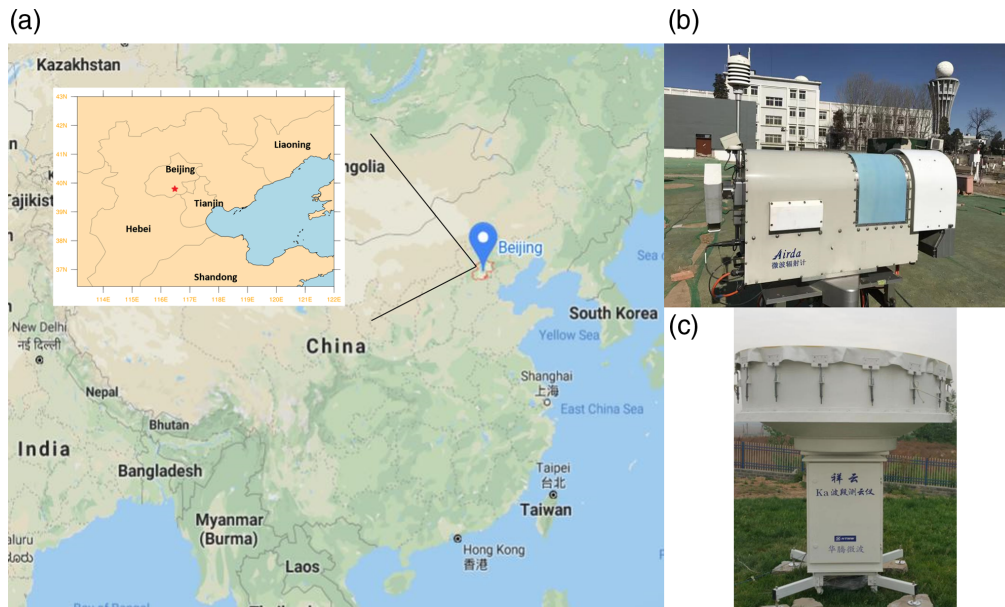 (a)
(b)
Kazakhstan
ngolia
Beijing
South Korea
Yellow Sea
China
Shanghai
上海
East China Sea
New Delhi
नई दिल्ली
Nepal
Bhutan
India
Bangladesh
Taipei
台北
Taiwan
Myanmar
(Burma)
Hong Kong
香港
Laos
43N
42N
41N
40N
39N
38N
37N
114E
115E
116E
117E
118E
119E
120E
121E
122E
Liaoning
Beijing
Tianjin
Hebei
Shandong
Airda
微波辐射计
(c)
祥云
Ka波段测云仪
华腾微波